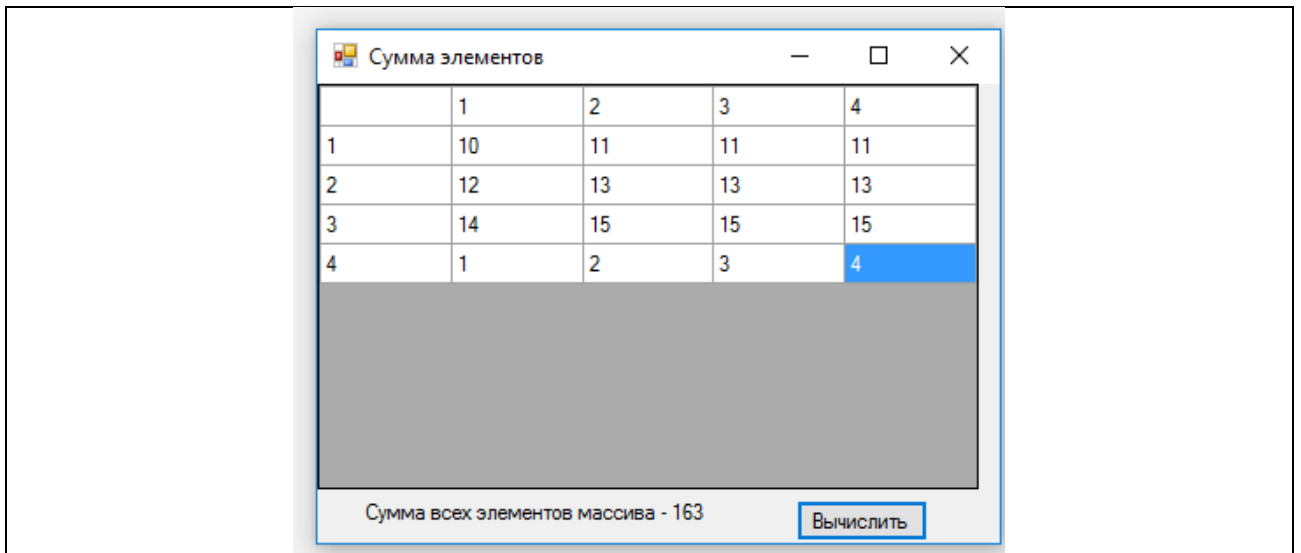 Сумма элементов
1 2 3 4
1 10 11 11 11
2 12 13 13 13
3 14 15 15 15
4 1 2 3 4
Сумма всех элементов массива - 163
Вычислить